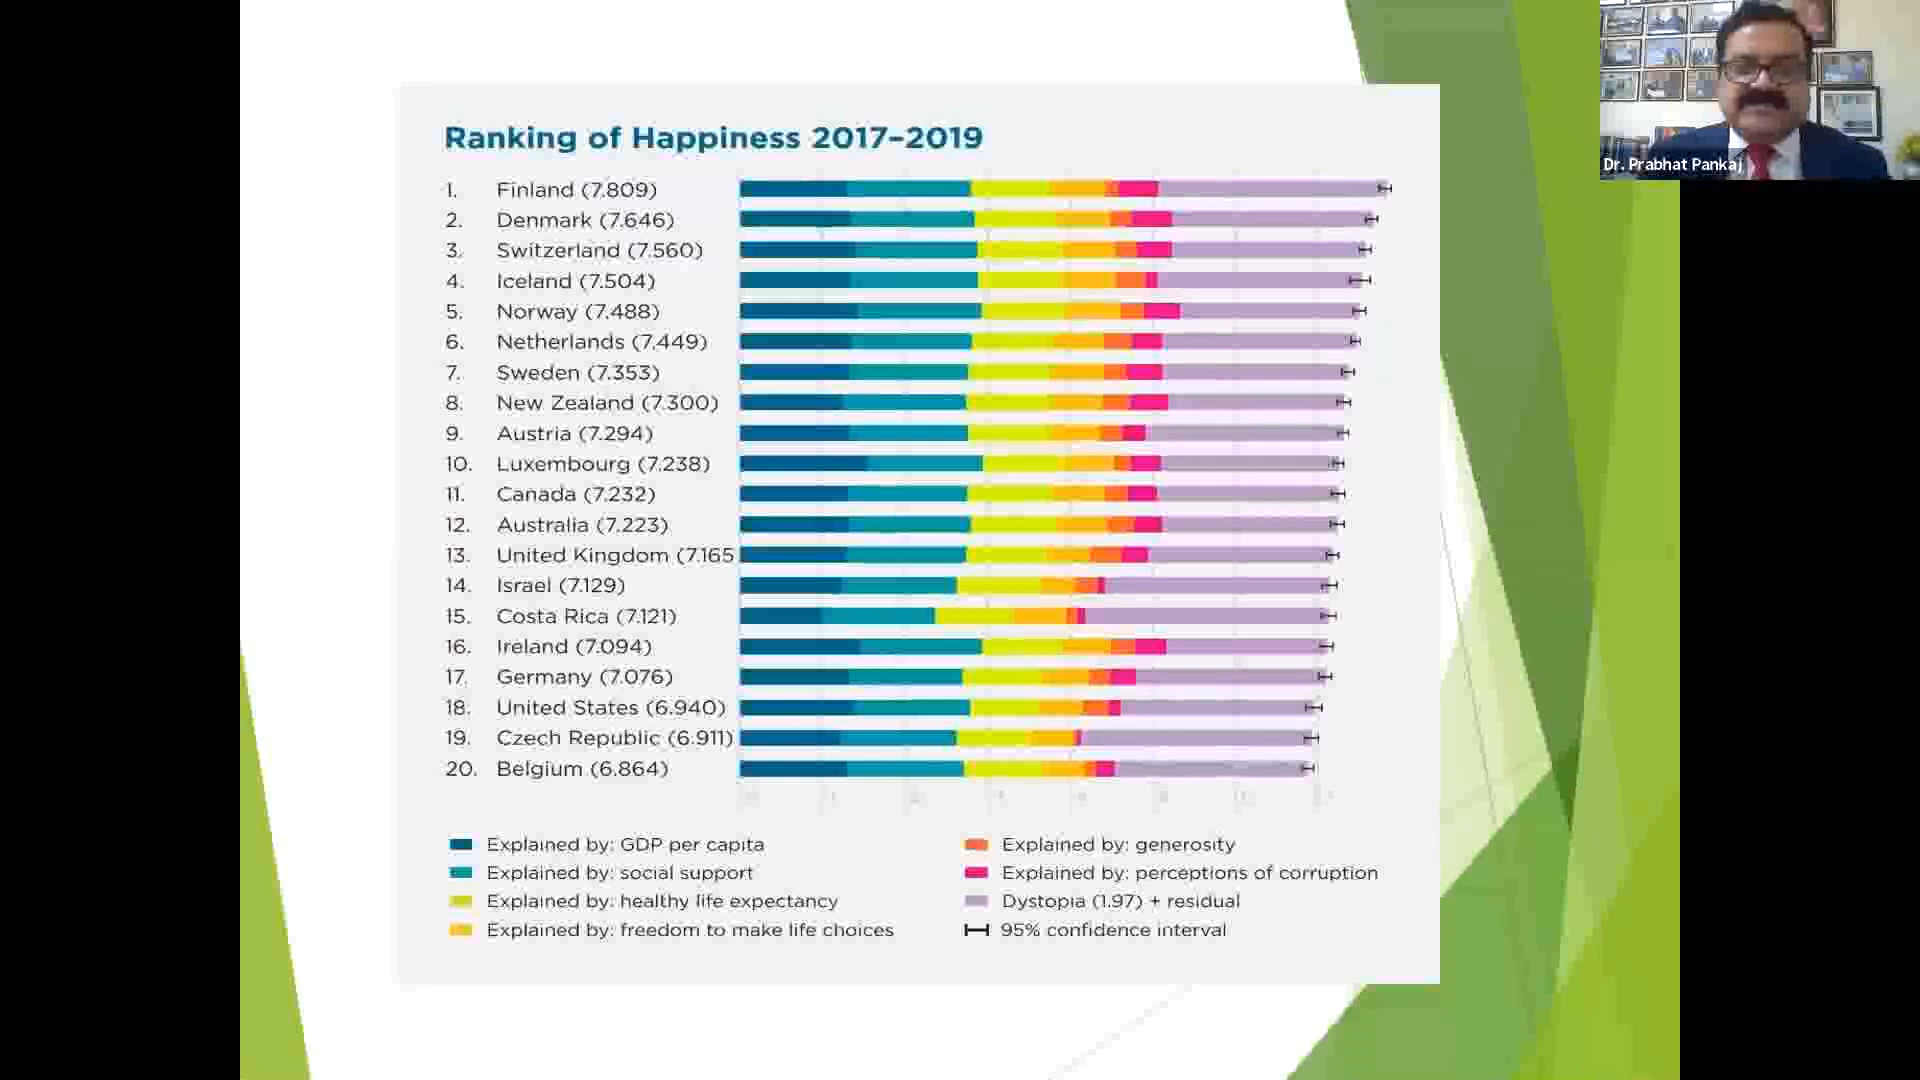 Dr. Prabhat Pankaj
Ranking of Happiness 2017–2019
1. Finland (7.809)
2. Denmark (7.646)
3. Switzerland (7.560)
4. Iceland (7.504)
5. Norway (7.488)
6. Netherlands (7.449)
7. Sweden (7.353)
8. New Zealand (7.300)
9. Austria (7.294)
10. Luxembourg (7.238)
11. Canada (7.232)
12. Australia (7.223)
13. United Kingdom (7.165
14. Israel (7.129)
15. Costa Rica (7.121)
16. Ireland (7.094)
17. Germany (7.076)
18. United States (6.940)
19. Czech Republic (6.911)
20. Belgium (6.864)
Explained by: GDP per capita
Explained by: social support
Explained by: healthy life expectancy
Explained by: freedom to make life choices
Explained by: generosity
Explained by: perceptions of corruption
Dystopia (1.97) + residual
95% confidence interval